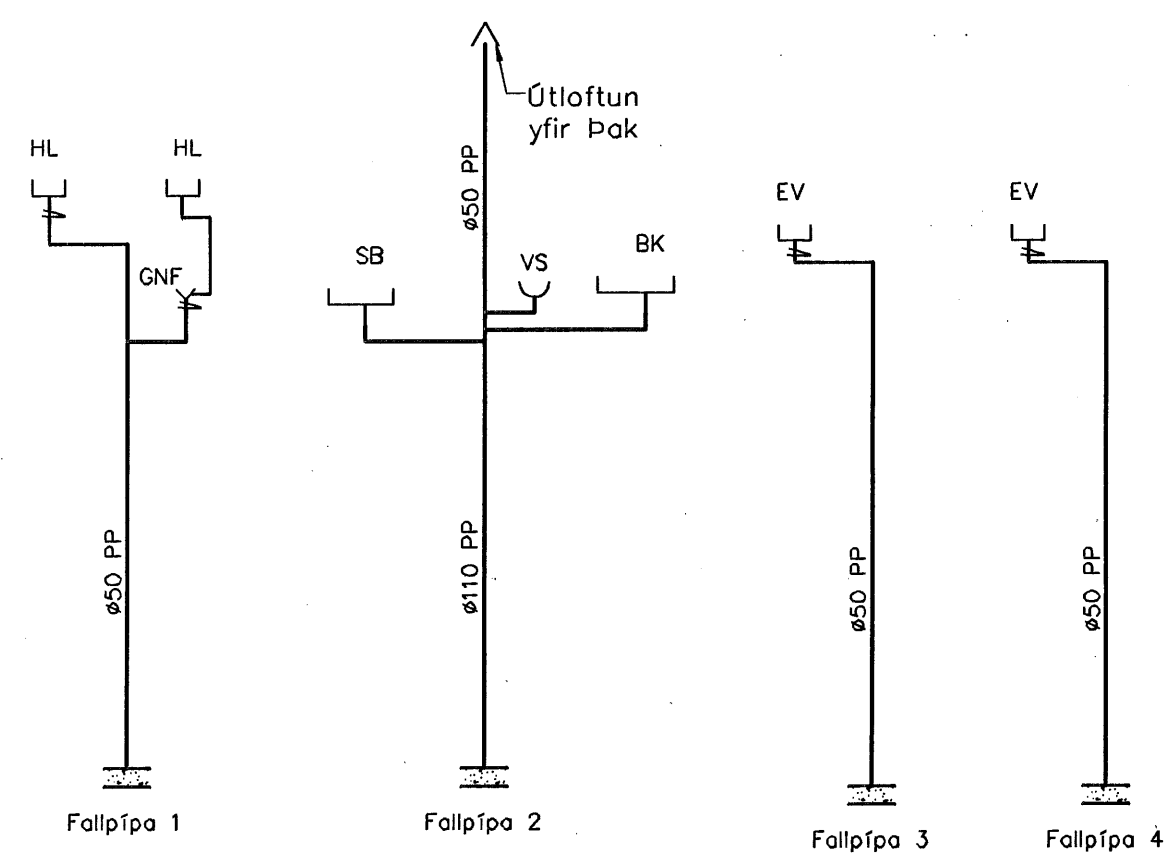 Útloftun
yfir Þak
HL
HL
GNF
ø50 PP
Fallpípa 1
ø50 PP
SB
VS
BK
ø110 PP
Fallpípa 2
EV
ø50 PP
Fallpípa 3
EV
ø50 PP
Fallpípa 4